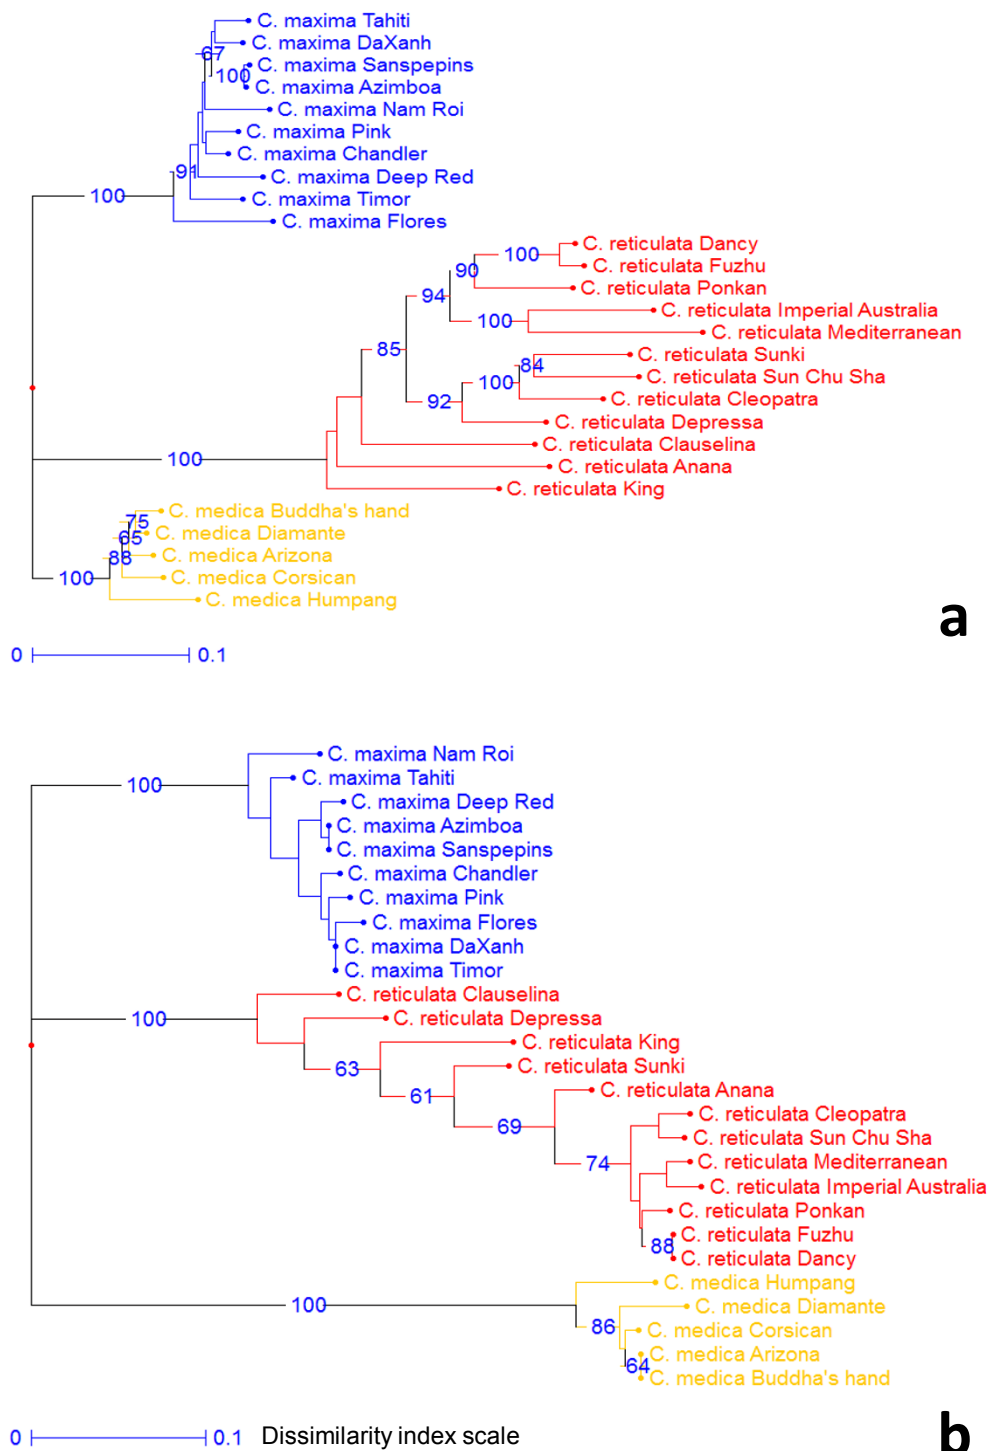 C. maxima Tahiti
C. maxima DaXanh
67
C. maxima Sanspepins
100
C. maxima Azimboa
C. maxima Nam Roi
C. maxima Pink
C. maxima Chandler
91
C. maxima Deep Red
100
C. maxima Timor
C. maxima Flores
C. reticulata Dancy
100
C. reticulata Fuzhu
90
C. reticulata Ponkan
94
C. reticulata Imperial Australia
100
C. reticulata Mediterranean
85
C. reticulata Sunki
84
C. reticulata Sun Chu Sha
100
C. reticulata Cleopatra
92
C. reticulata Depressa
C. reticulata Clauselina
100
C. reticulata Anana
C. reticulata King
C. medica Buddha's hand
75
C. medica Diamante
65
C. medica Arizona
88
C. medica Corsican
100
C. medica Humpang
a
0 0.1
C. maxima Nam Roi
C. maxima Tahiti
100
C. maxima Deep Red
C. maxima Azimboa
C. maxima Sanspepins
C. maxima Chandler
C. maxima Pink
C. maxima Flores
C. maxima DaXanh
C. maxima Timor
C. reticulata Clauselina
100
C. reticulata Depressa
C. reticulata King
63
C. reticulata Sunki
61
C. reticulata Anana
C. reticulata Cleopatra
69
C. reticulata Sun Chu Sha
74
C. reticulata Mediterranean
C. reticulata Imperial Australia
C. reticulata Ponkan
C. reticulata Fuzhu
88
C. reticulata Dancy
C. medica Humpang
100
C. medica Diamante
86
C. medica Corsican
C. medica Arizona
64
C. medica Buddha's hand
b
0 0.1 Dissimilarity index scale